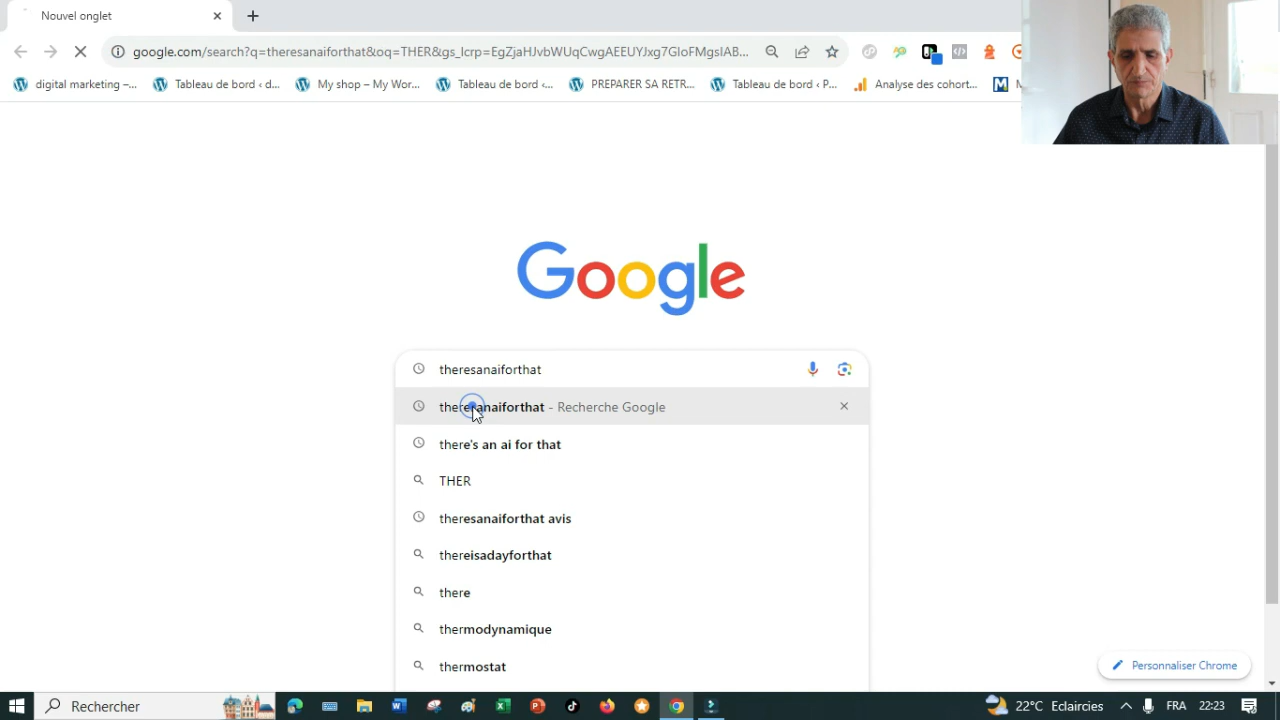 Nouvel onglet
google.com/search?q=theresanaiforthat&oq=THER&gs_lcrp=EgZjaHJvbWUqCwgAEEUYJxg7GIoFMgsIAB...
digital marketing –...
Tableau de bord ‹ d...
My shop – My Wor...
Tableau de bord ‹...
PREPARER SA RETR...
Tableau de bord ‹ P...
Analyse des cohort...
Google
theresanaiforthat
theresanaiforthat - Recherche Google
there's an ai for that
THER
theresanaiforthat avis
thereisadayforthat
there
thermodynamique
thermostat
Personnaliser Chrome
Rechercher
22°C Eclaircies
FRA
22:23